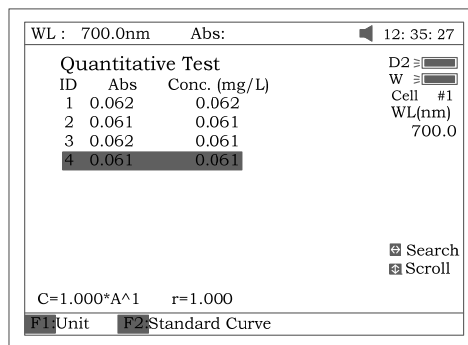 WL : 700.0nm Abs: 12: 35: 27
Quantitative Test
ID Abs Conc. (mg/L)
1 0.062 0.062
2 0.061 0.061
3 0.062 0.061
4 0.061 0.061
D2
W
Cell #1
WL(nm)
700.0
Search
Scroll
C=1.000*A^1 r=1.000
F1:Unit F2:Standard Curve